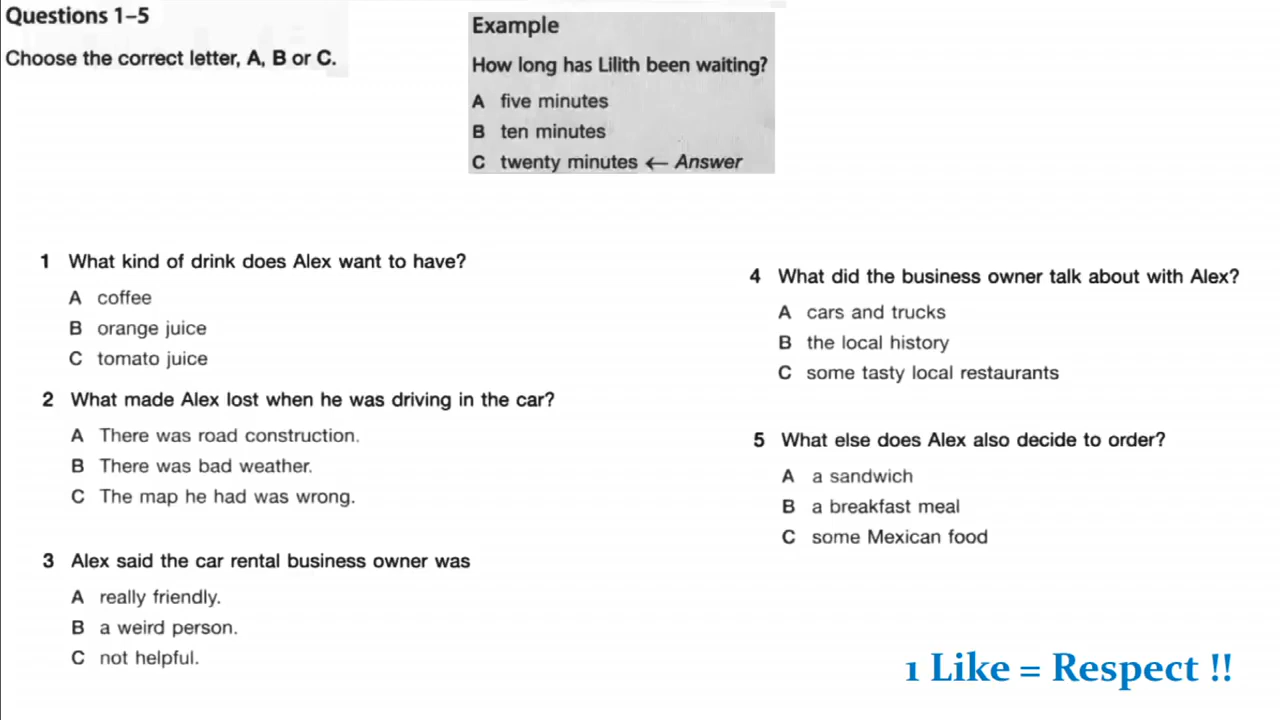 Questions 1–5
Choose the correct letter, A, B or C.
Example
How long has Lilith been waiting?
A five minutes
B ten minutes
C twenty minutes ← Answer
1 What kind of drink does Alex want to have?
A coffee
B orange juice
C tomato juice
2 What made Alex lost when he was driving in the car?
A There was road construction.
B There was bad weather.
C The map he had was wrong.
3 Alex said the car rental business owner was
A really friendly.
B a weird person.
C not helpful.
4 What did the business owner talk about with Alex?
A cars and trucks
B the local history
C some tasty local restaurants
5 What else does Alex also decide to order?
A a sandwich
B a breakfast meal
C some Mexican food
1 Like = Respect !!